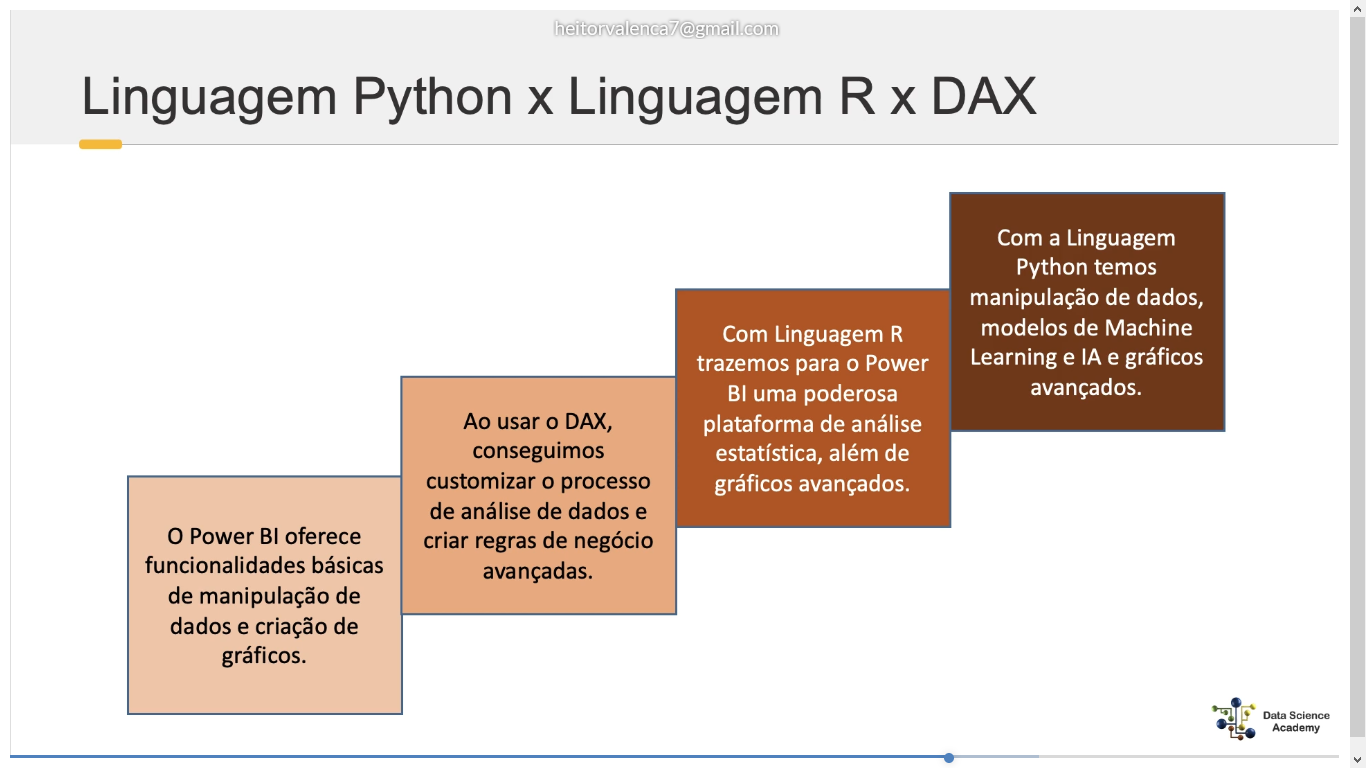 heitorvalenca7@gmail.com
Linguagem Python x Linguagem R x DAX
O Power BI oferece
funcionalidades básicas
de manipulação de
dados e criação de
gráficos.
Ao usar o DAX,
conseguimos
customizar o processo
de análise de dados e
criar regras de negócio
avançadas.
Com Linguagem R
trazemos para o Power
BI uma poderosa
plataforma de análise
estatística, além de
gráficos avançados.
Com a Linguagem
Python temos
manipulação de dados,
modelos de Machine
Learning e IA e gráficos
avançados.
Data Science
Academy